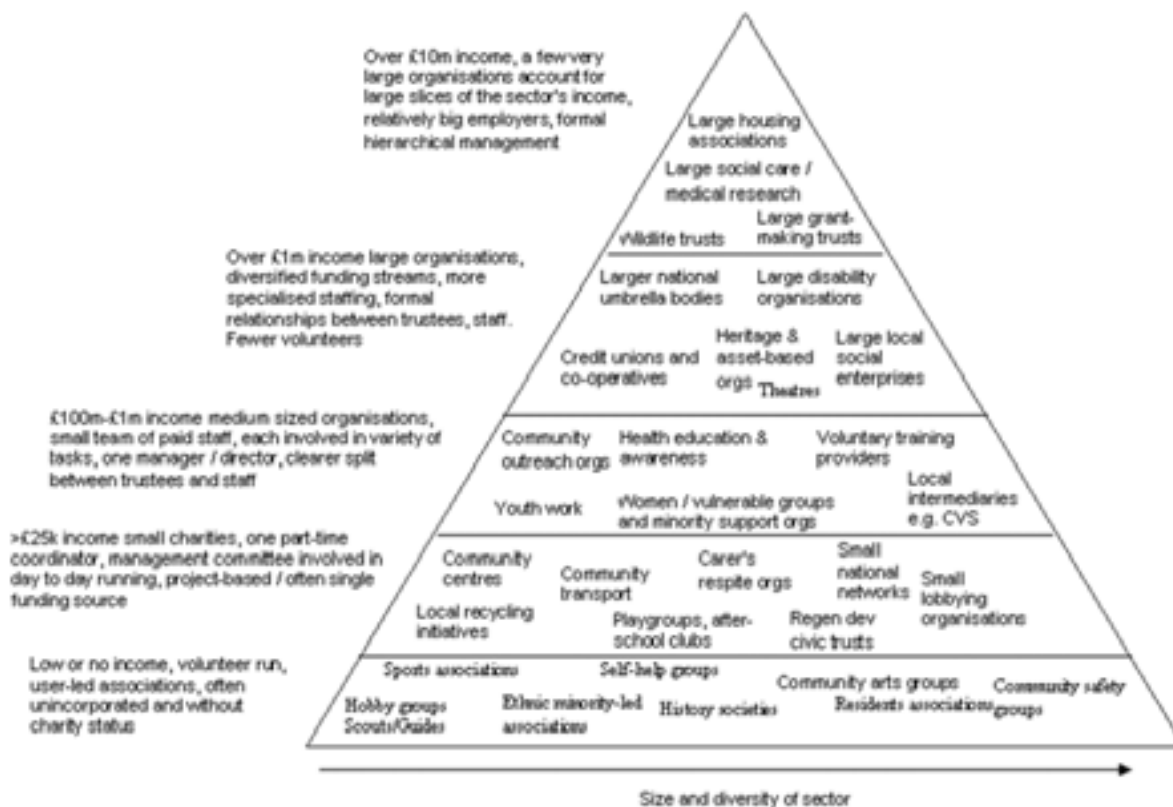 Over £10m income, a few very
large organisations account for
large slices of the sector's income,
relatively big employers, formal
hierarchical management
Large housing
associations
Large social care /
medical research
Wildlife trusts
Large grant-
making trusts
Over £1m income large organisations,
diversified funding streams, more
specialised staffing, formal
relationships between trustees, staff.
Fewer volunteers
Larger national
umbrella bodies
Large disability
organisations
Credit unions and
co-operatives
Heritage &
asset-based
orgs
Theatres
Large local
social
enterprises
£100m-£1m income medium sized organisations,
small team of paid staff, each involved in variety of
tasks, one manager / director, clearer split
between trustees and staff
Community
outreach orgs
Health education &
awareness
Voluntary training
providers
Youth work
Women / vulnerable groups
and minority support orgs
Local
intermediaries
e.g. CVS
>£25k income small charities, one part-time
coordinator, management committee involved in
day to day running, project-based / often single
funding source
Community
centres
Community
transport
Carer's
respite orgs
Small
national
networks
Small
lobbying
organisations
Local recycling
initiatives
Playgroups, after-
school clubs
Regen dev
civic trusts
Low or no income, volunteer run,
user-led associations, often
unincorporated and without
charity status
Sports associations
Self-help groups
Hobby groups
Scouts/Guides
Ethnic minority-led
associations
History societies
Community arts groups
Residents associations
Community safety
groups
Size and diversity of sector